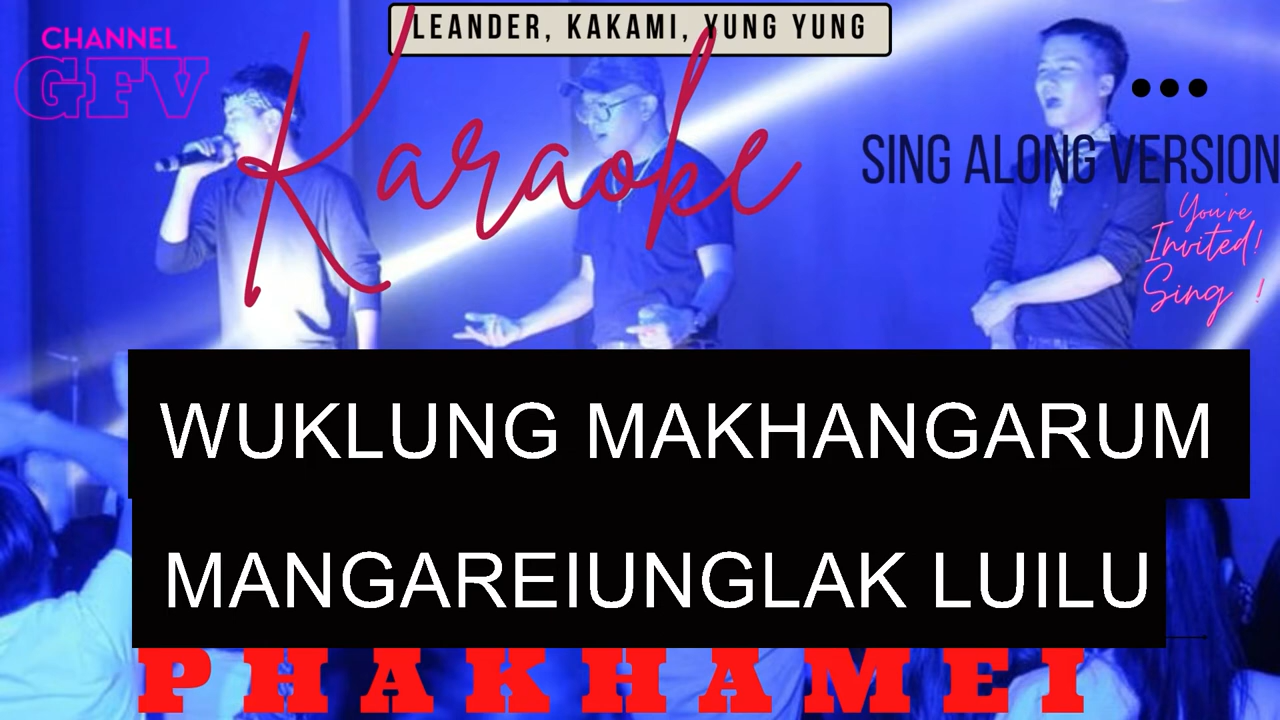 LEANDER, KAKAMI, YUNG YUNG
CHANNEL
GFV
Karaoke
SING ALONG VERSION
You're
Invited!
Sing !
WUKLUNG MAKHANGARUM
MANGAREIUNGLAK LUILU
PHAKHAMEI